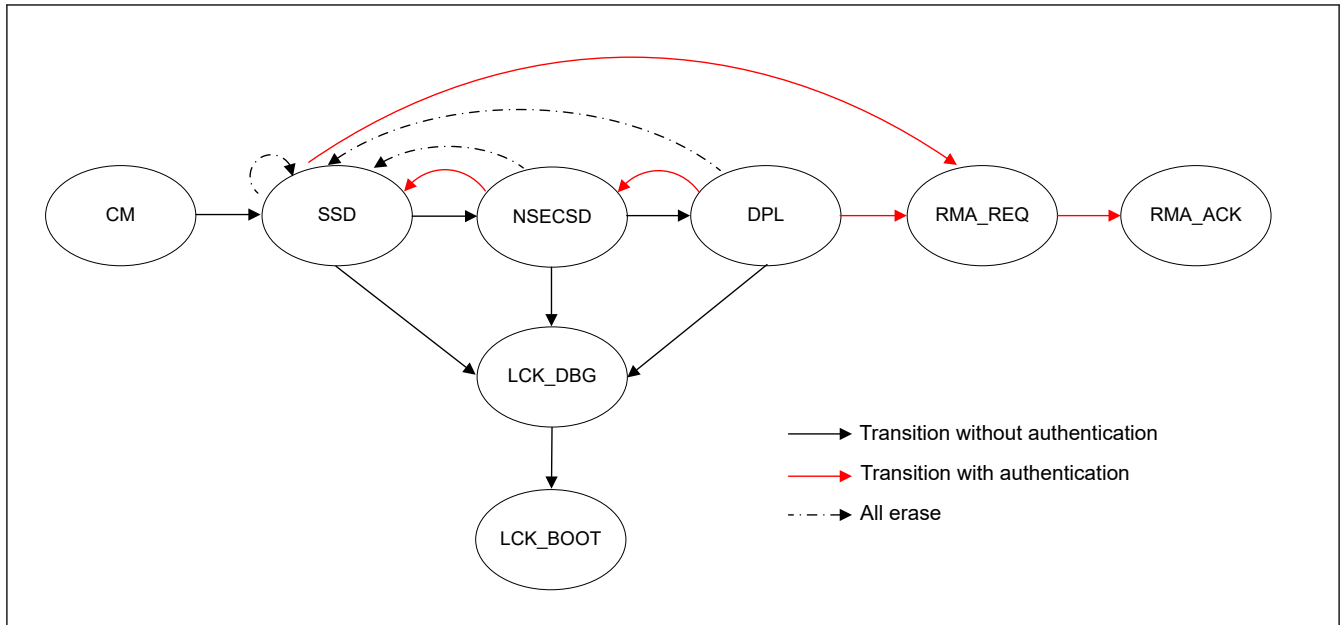 CM
SSD
NSECSD
DPL
RMA_REQ
RMA_ACK
LCK_DBG
LCK_BOOT
Transition without authentication
Transition with authentication
All erase